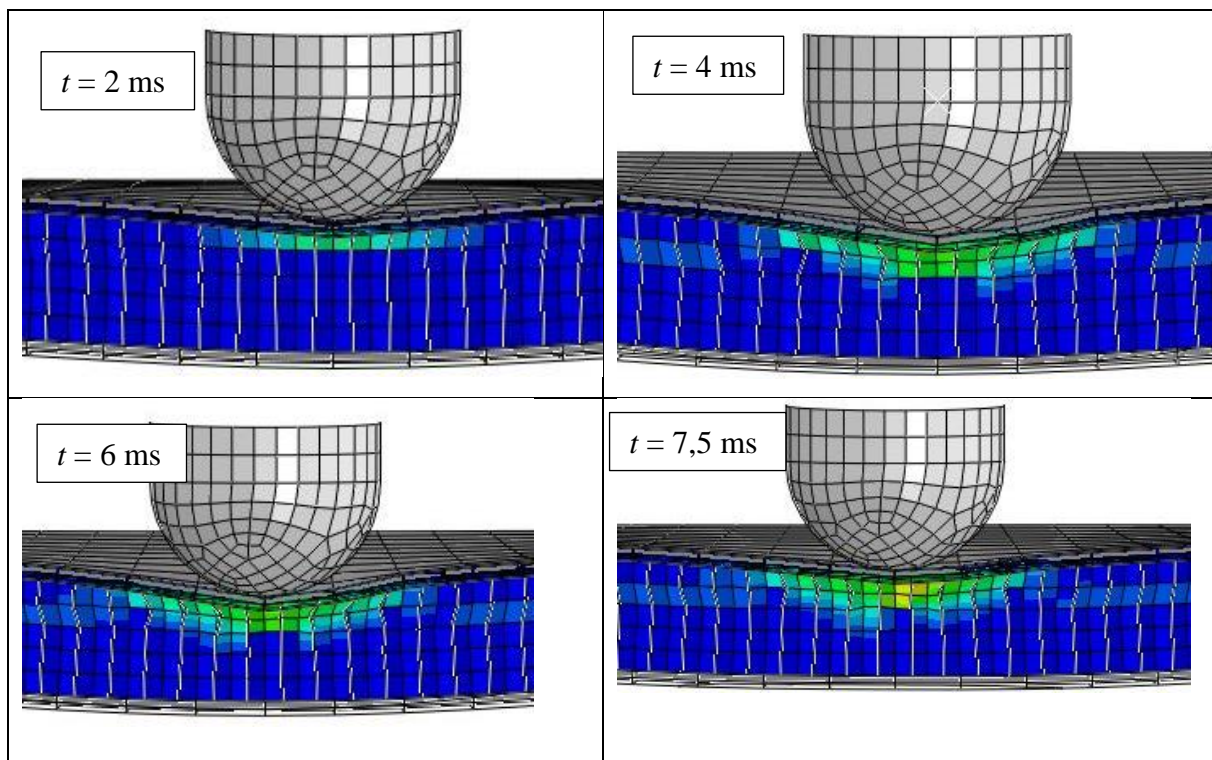 t = 2 ms
t = 4 ms
t = 6 ms
t = 7,5 ms